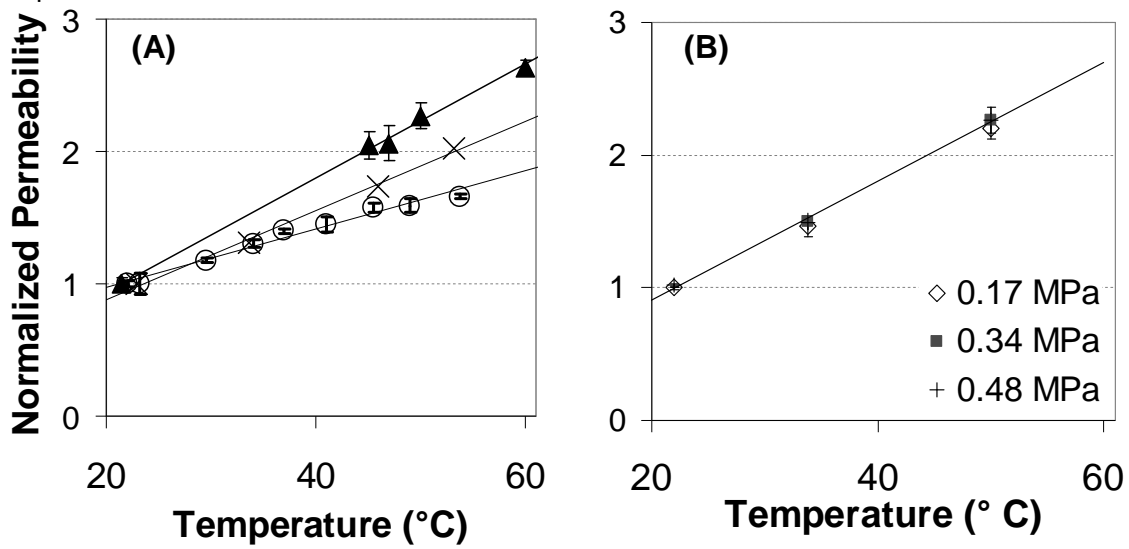 Normalized Permeability
3
2
1
0
(A)
20 40 60
Temperature (°C)
3
2
1
0
(B)
0.17 MPa
0.34 MPa
0.48 MPa
20 40 60
Temperature (° C)